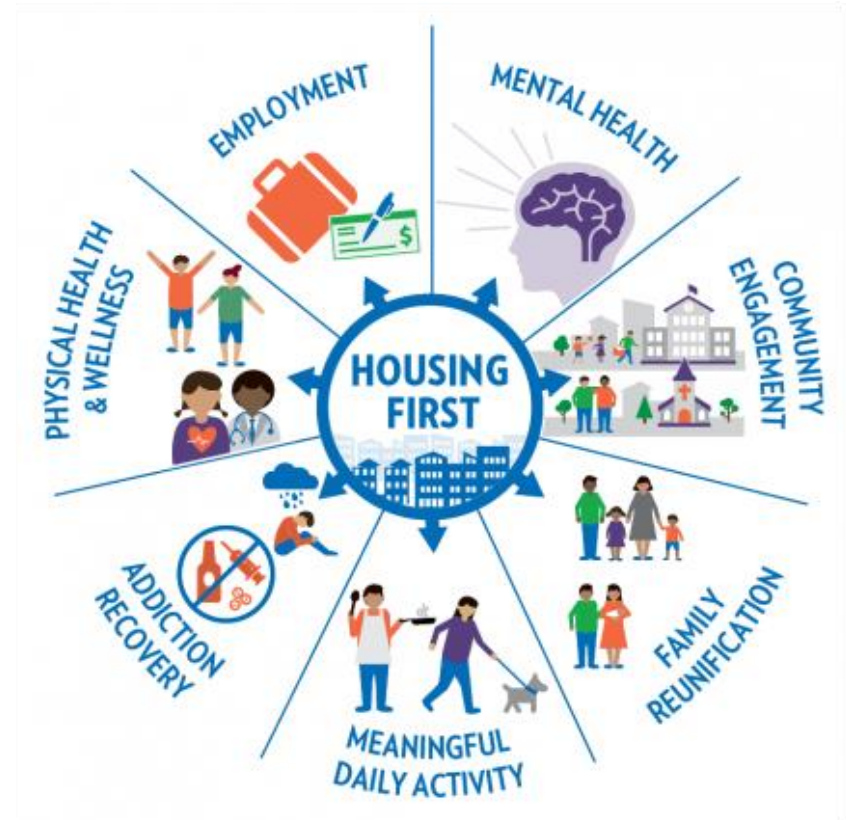 EMPLOYMENT
MENTAL HEALTH
COMMUNITY
ENGAGEMENT
FAMILY
REUNIFICATION
MEANINGFUL
DAILY ACTIVITY
ADDICTION
RECOVERY
PHYSICAL HEALTH
& WELLNESS
HOUSING
FIRST
$